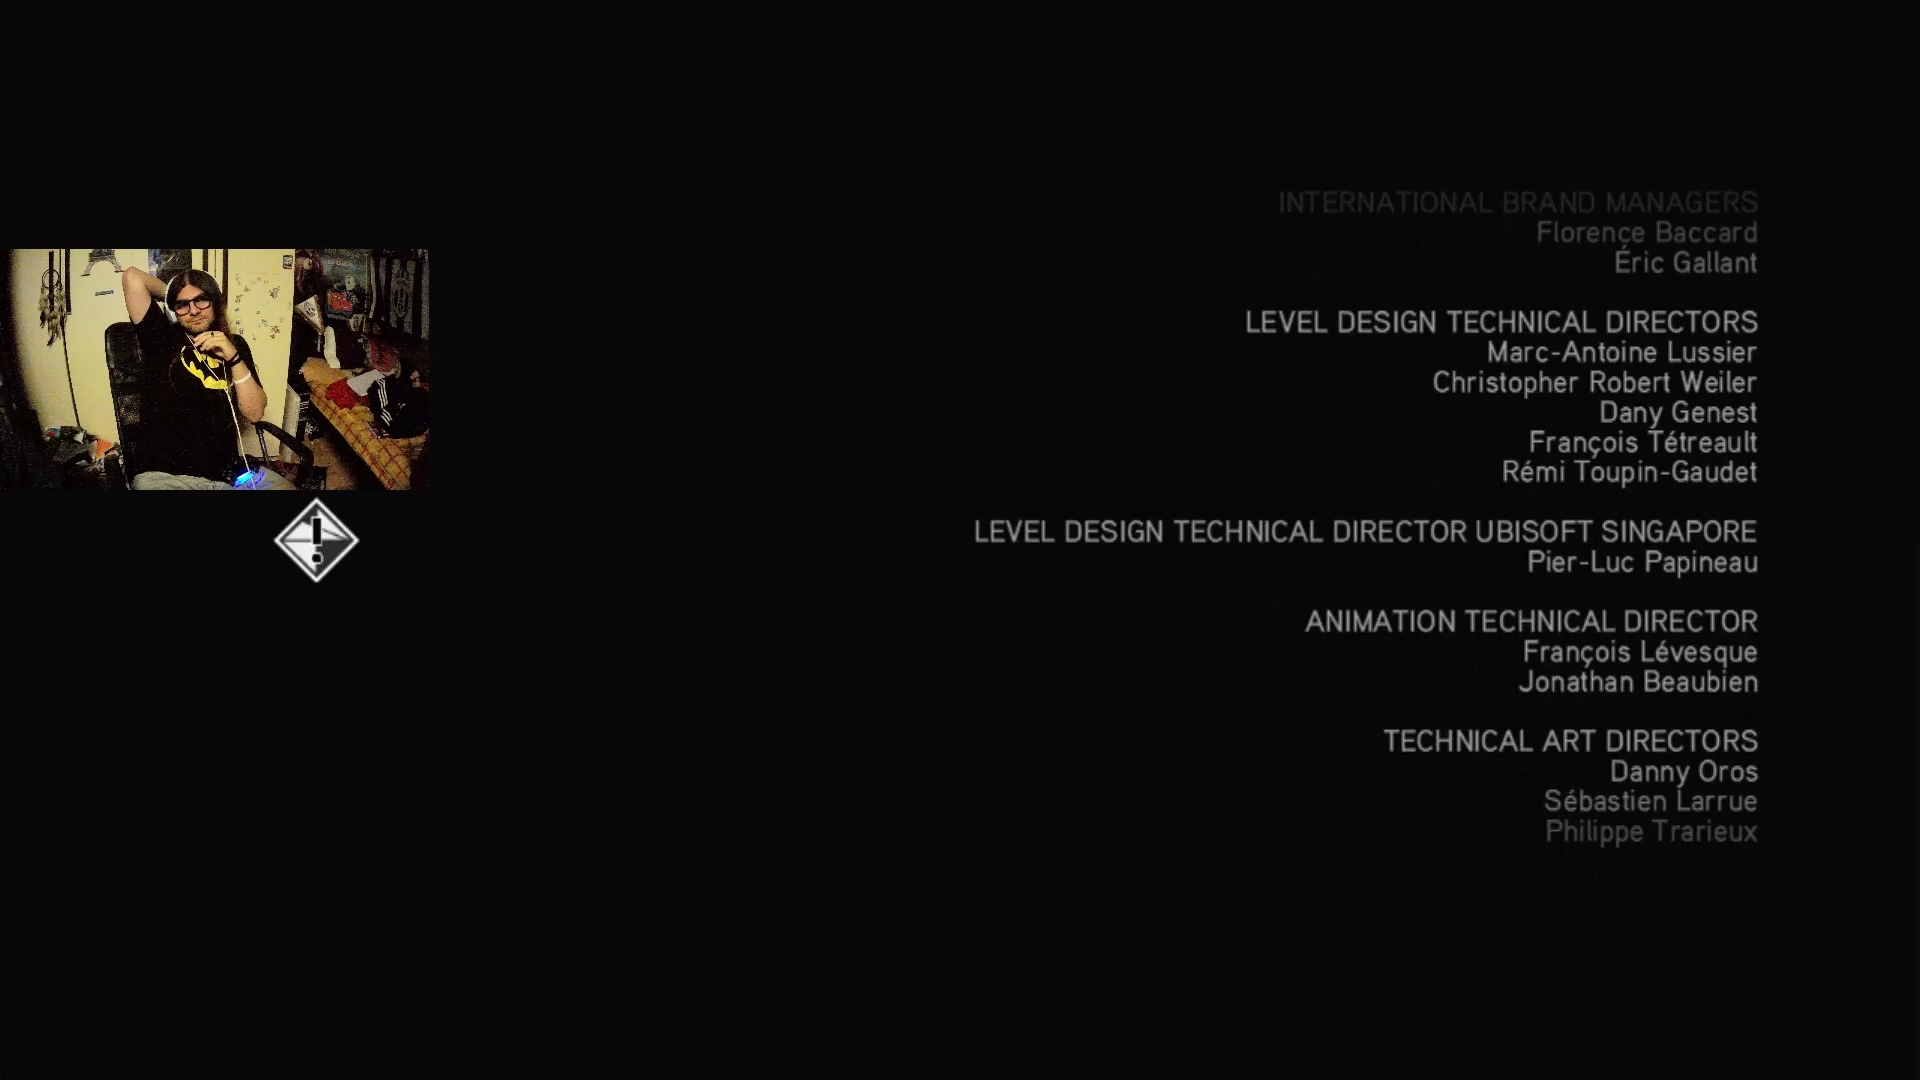 INTERNATIONAL BRAND MANAGERS
Florence Baccard
Éric Gallant
LEVEL DESIGN TECHNICAL DIRECTORS
Marc-Antoine Lussier
Christopher Robert Weiler
Dany Genest
François Tétreault
Rémi Toupin-Gaudet
LEVEL DESIGN TECHNICAL DIRECTOR UBISOFT SINGAPORE
Pier-Luc Papineau
ANIMATION TECHNICAL DIRECTOR
François Lévesque
Jonathan Beaubien
TECHNICAL ART DIRECTORS
Danny Oros
Sébastien Larrue
Philippe Trarieux